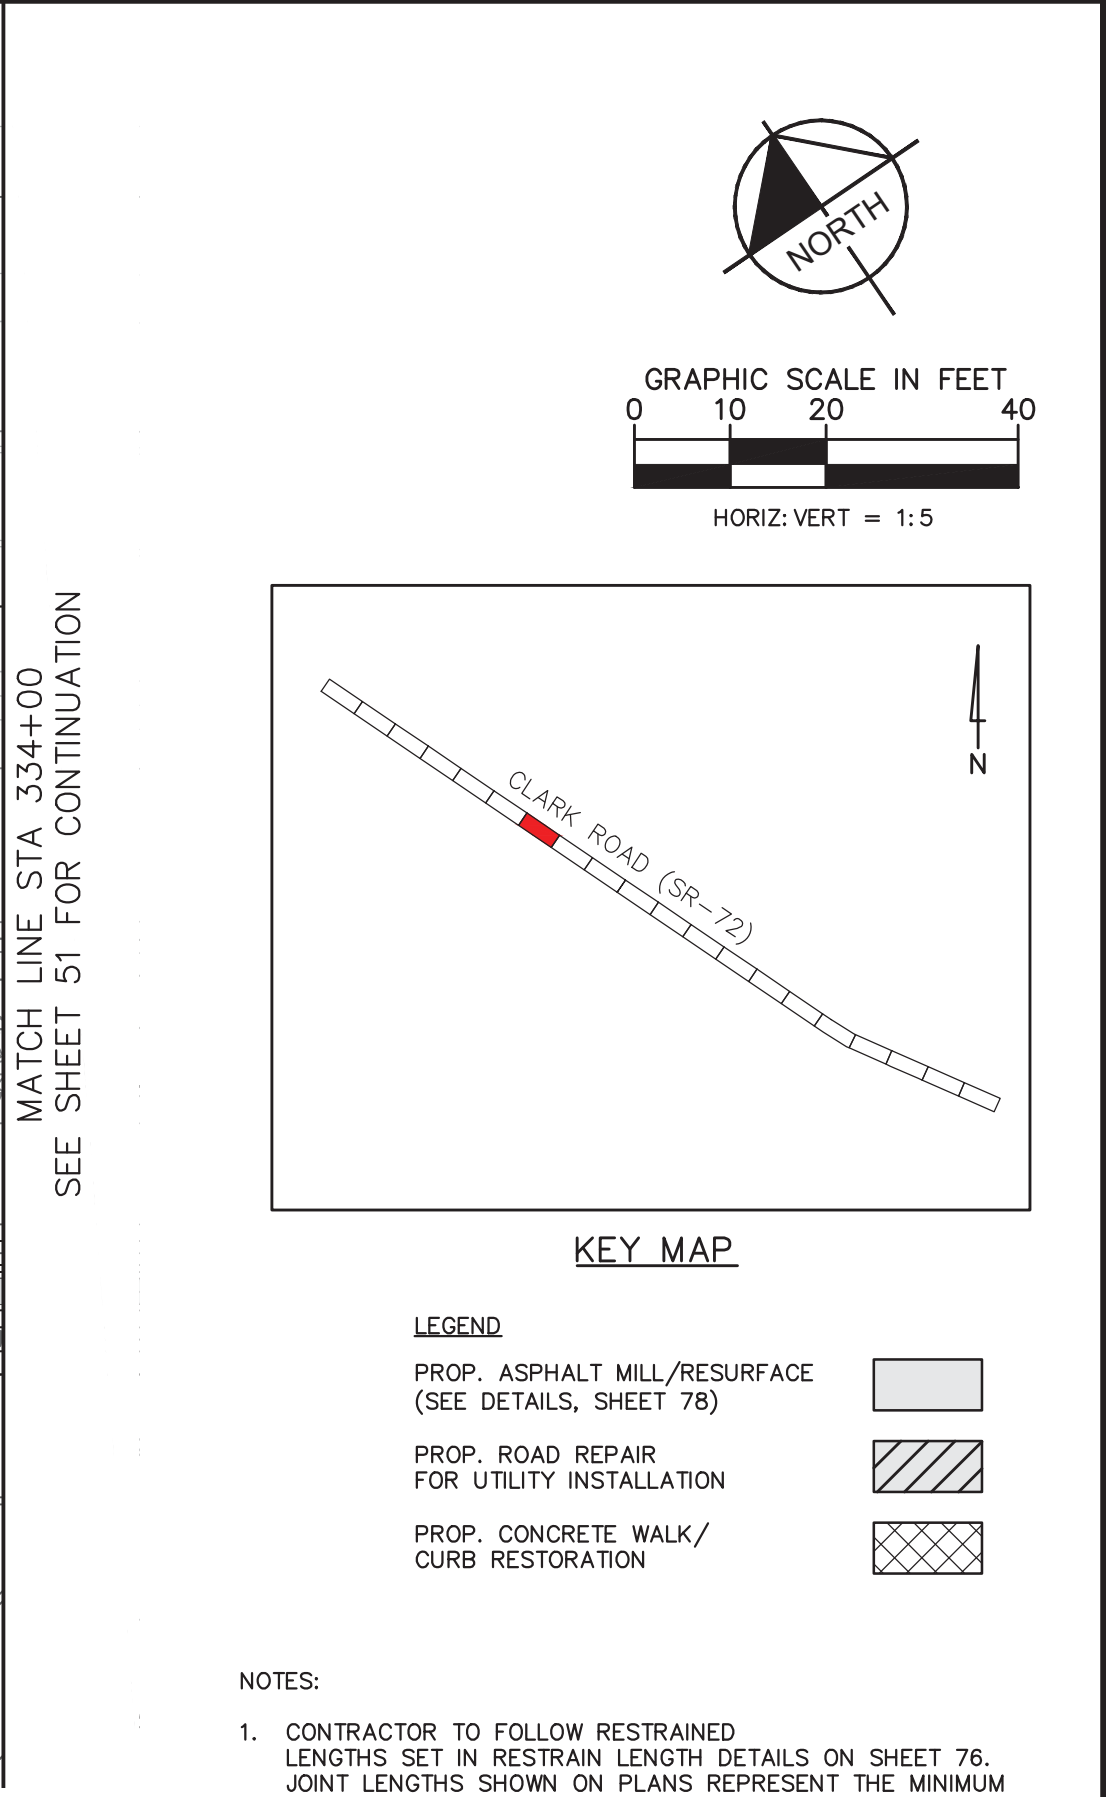 MATCH LINE STA 334+00
SEE SHEET 51 FOR CONTINUATION
NORTH
GRAPHIC SCALE IN FEET
0 10 20 40
HORIZ: VERT = 1:5
N
CLARK ROAD (SR-72)
KEY MAP
LEGEND
PROP. ASPHALT MILL/RESURFACE
(SEE DETAILS, SHEET 78)
PROP. ROAD REPAIR
FOR UTILITY INSTALLATION
PROP. CONCRETE WALK/
CURB RESTORATION
NOTES:
1. CONTRACTOR TO FOLLOW RESTRAINED
LENGTHS SET IN RESTRAIN LENGTH DETAILS ON SHEET 76.
JOINT LENGTHS SHOWN ON PLANS REPRESENT THE MINIMUM